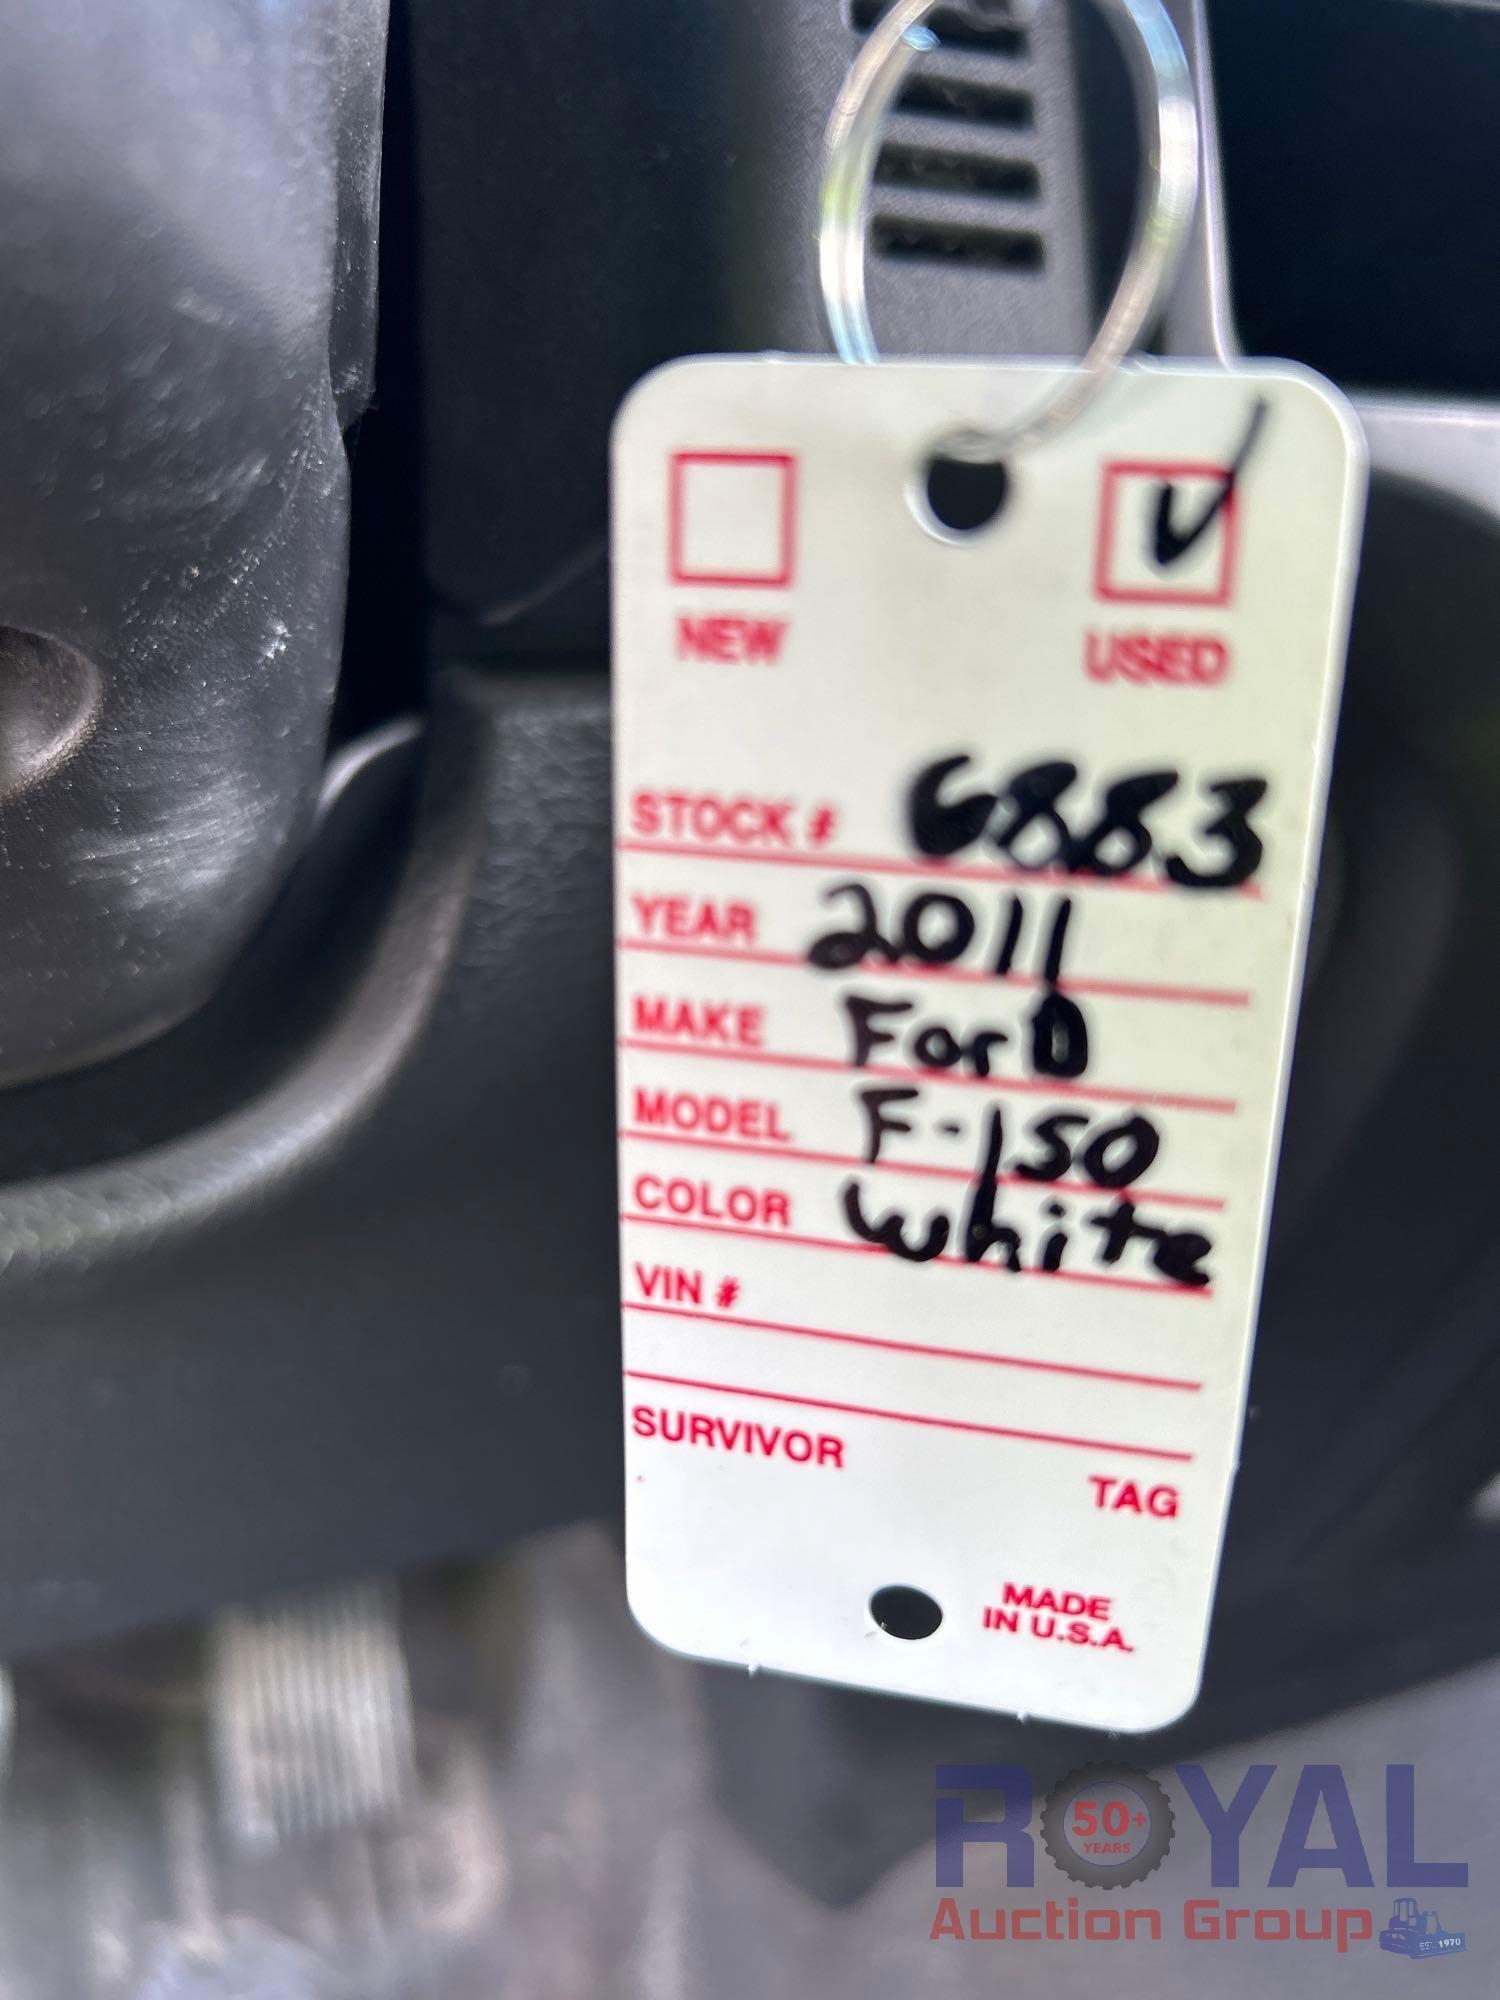 NEW USED
STOCK # 6883
YEAR 2011
MAKE ForD
MODEL F-150
COLOR white
VIN #
SURVIVOR
TAG
MADE
IN U.S.A.
ROYAL
50+
YEARS
Auction Group
EST. 1970